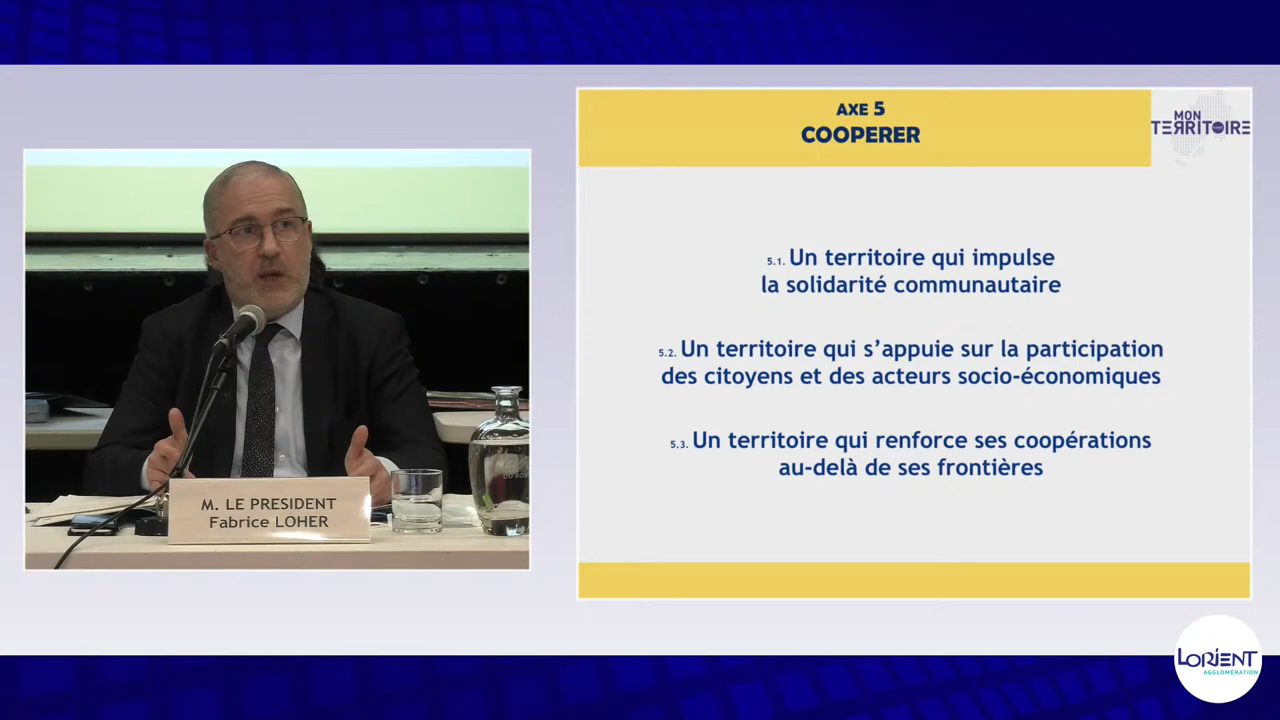 AXE 5
COOPERER
MON
TERRITOIRE
5.1. Un territoire qui impulse
la solidarité communautaire
5.2. Un territoire qui s'appuie sur la participation
des citoyens et des acteurs socio-économiques
5.3. Un territoire qui renforce ses coopérations
au-delà de ses frontières
M. LE PRESIDENT
Fabrice LOHER
LORIENT
AGGLOMÉRATION